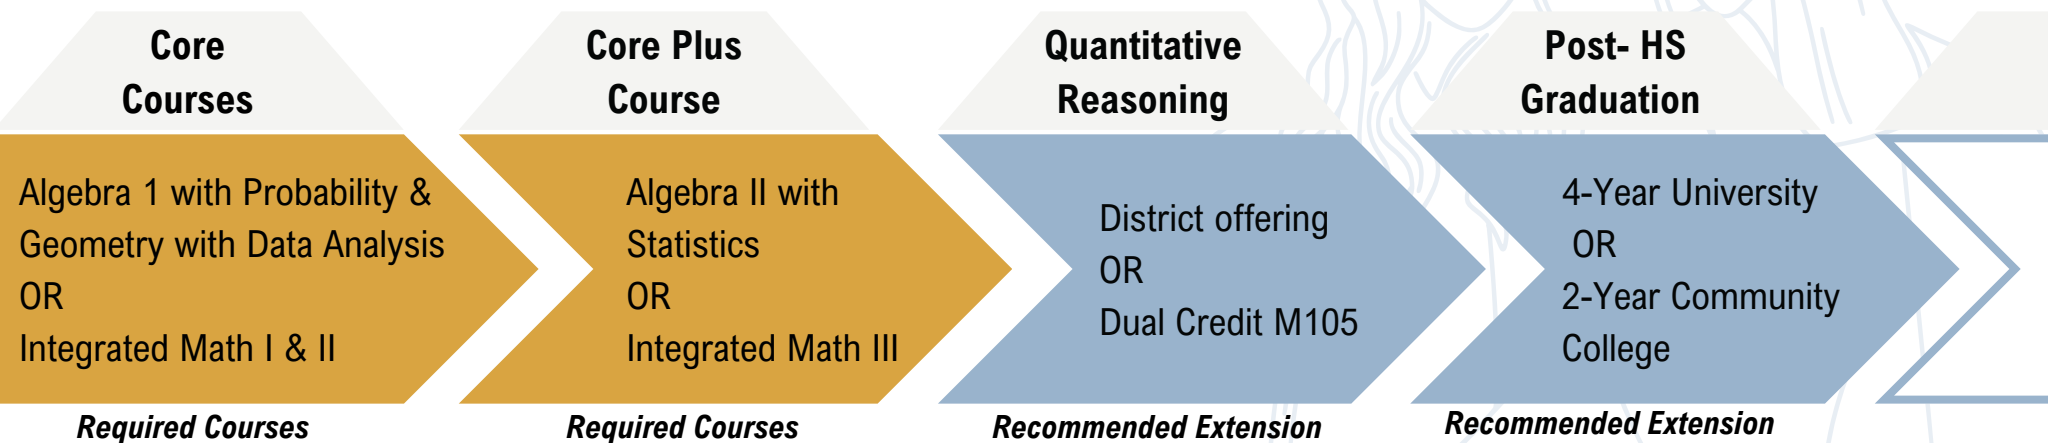 Core
Courses
Algebra 1 with Probability &
Geometry with Data Analysis
OR
Integrated Math I & II
Required Courses
Core Plus
Course
Algebra II with
Statistics
OR
Integrated Math III
Required Courses
Quantitative
Reasoning
District offering
OR
Dual Credit M105
Recommended Extension
Post- HS
Graduation
4-Year University
OR
2-Year Community
College
Recommended Extension